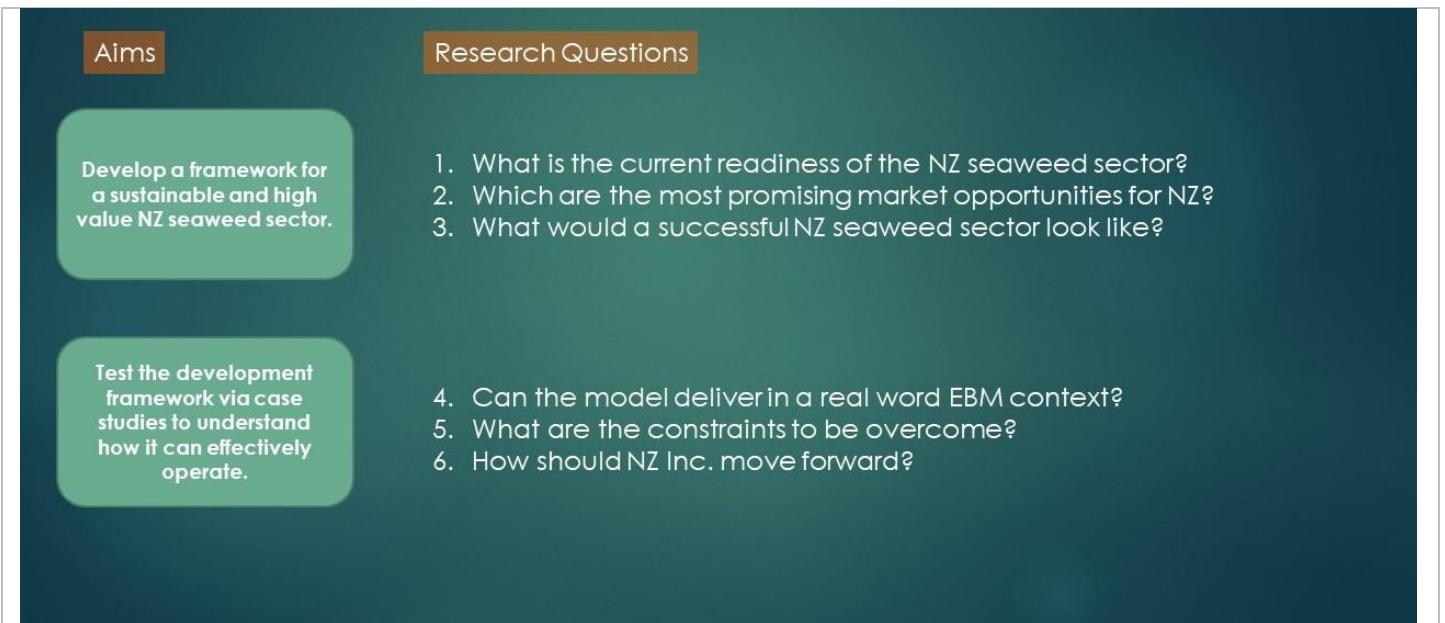 Aims
Research Questions
Develop a framework for
a sustainable and high
value NZ seaweed sector.
1. What is the current readiness of the NZ seaweed sector?
2. Which are the most promising market opportunities for NZ?
3. What would a successful NZ seaweed sector look like?
Test the development
framework via case
studies to understand
how it can effectively
operate.
4. Can the model deliver in a real word EBM context?
5. What are the constraints to be overcome?
6. How should NZ Inc. move forward?